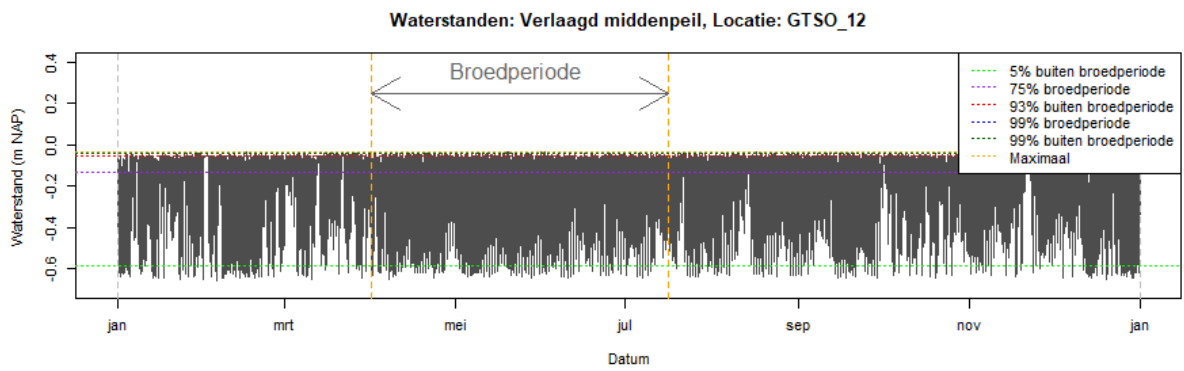 Waterstanden: Verlaagd middenpeil, Locatie: GTSO_12
Broedperiode
5% buiten broedperiode
75% broedperiode
93% buiten broedperiode
99% broedperiode
99% buiten broedperiode
Maximaal
Waterstand (m NAP)
0.4
0.2
0.0
-0.2
-0.4
-0.6
jan
mrt
mei
jul
sep
nov
jan
Datum